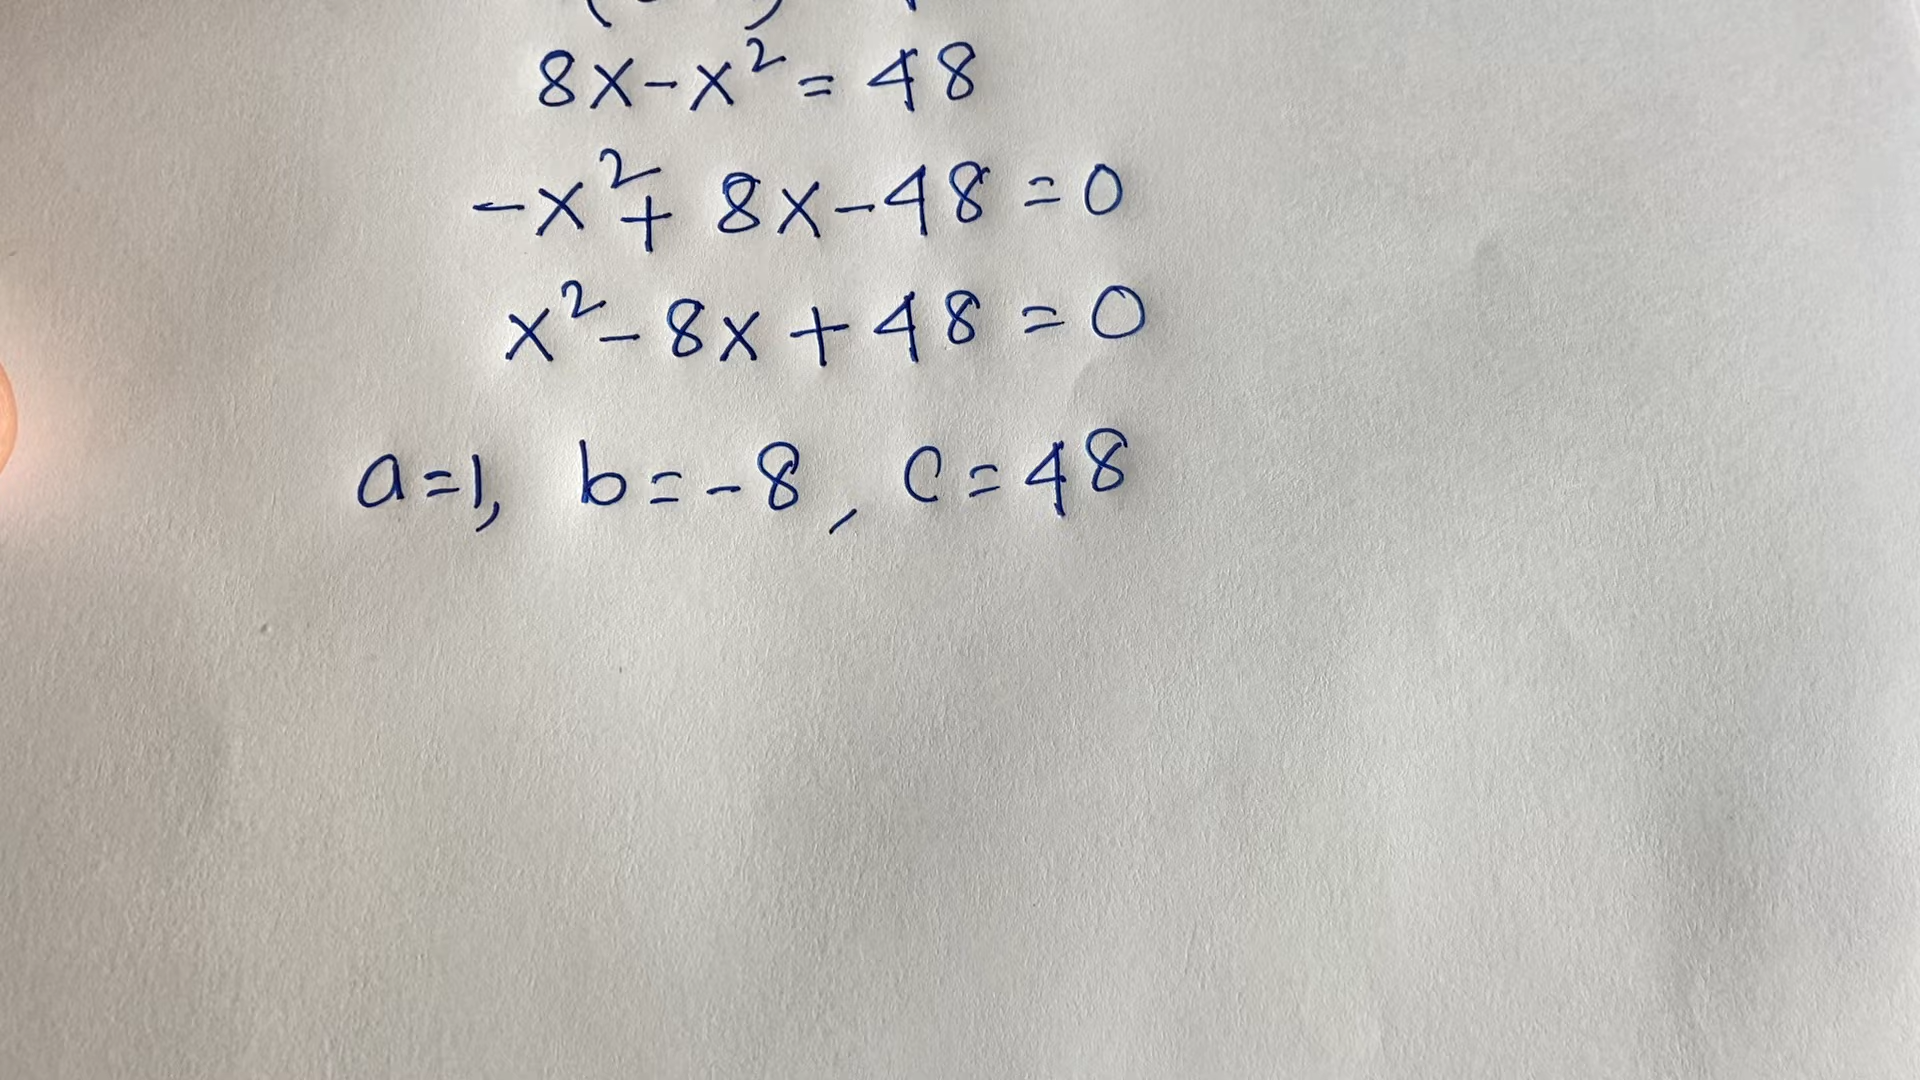 8x-x²=48
-x²+8x-48=0
x²-8x+48=0
a=1, b=-8, c=48